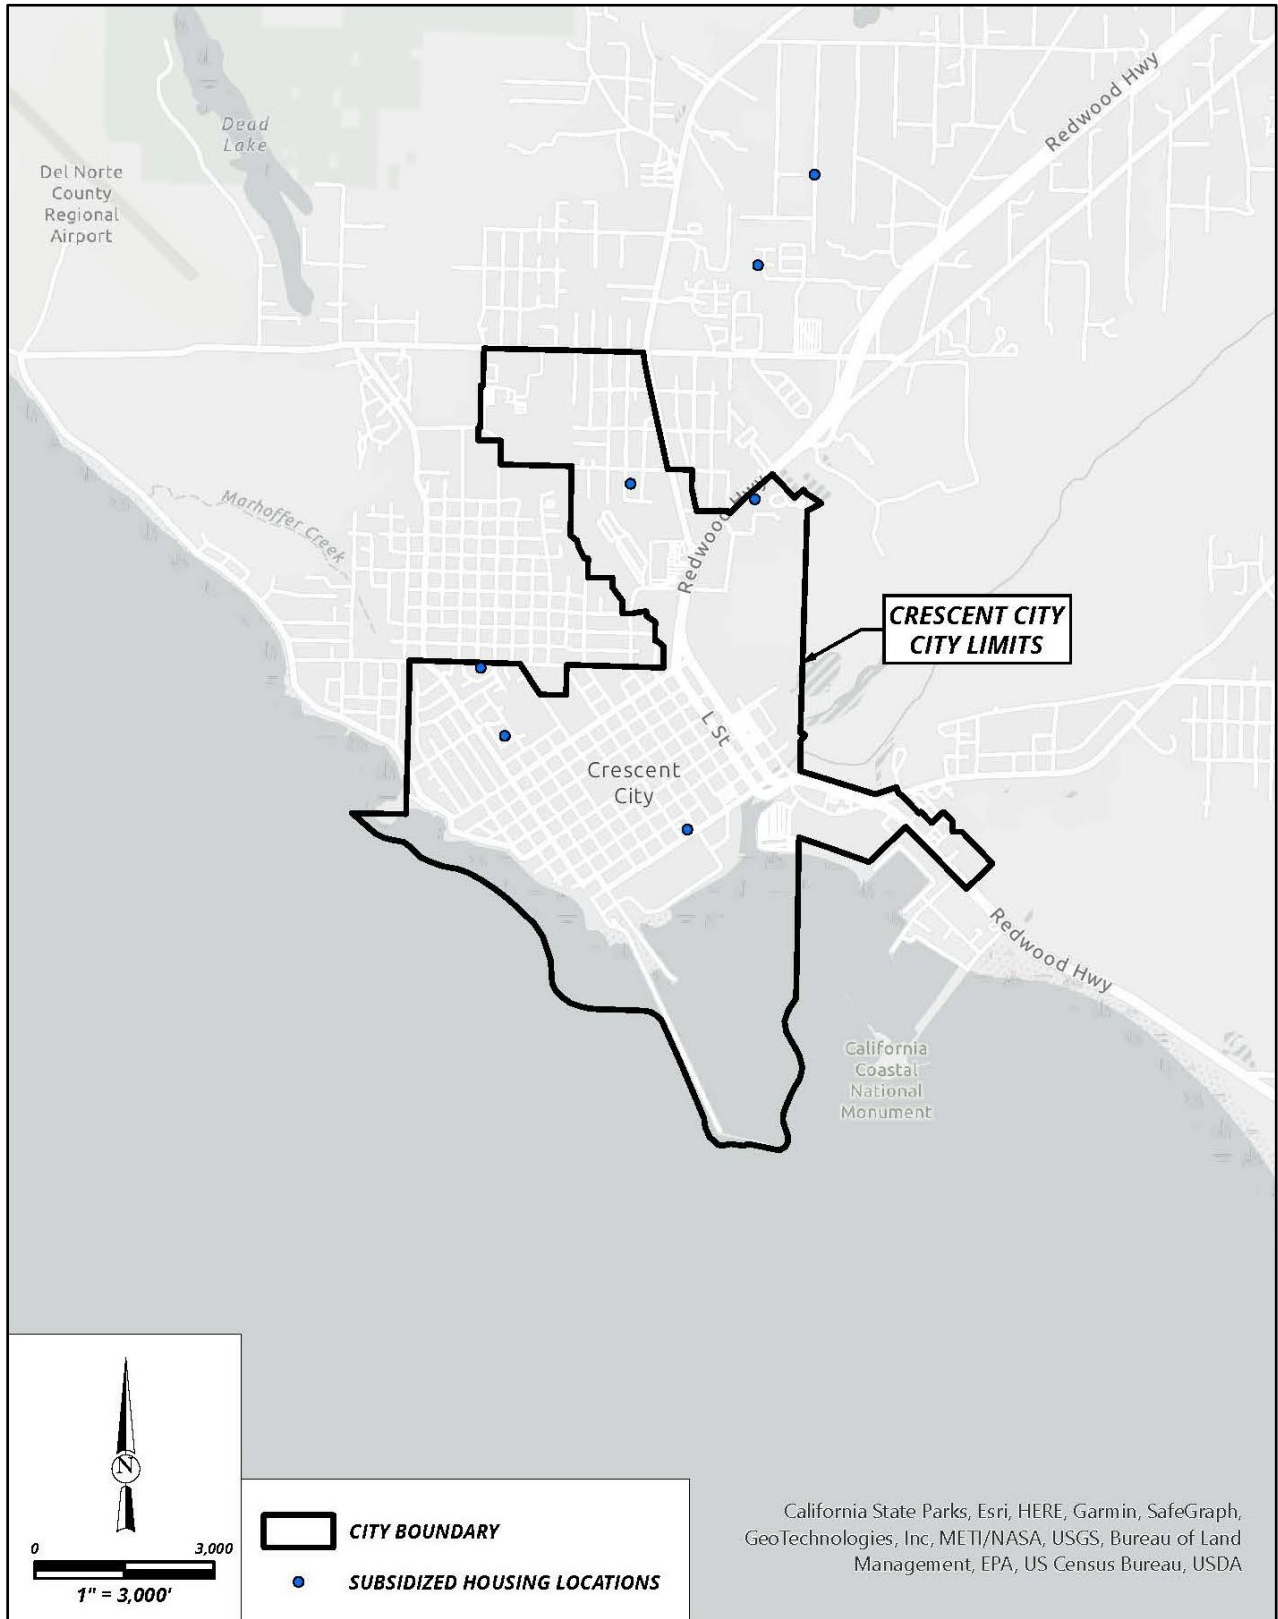 Redwood Hwy
Dead
Lake
Del Norte
County
Regional
Airport
Marhoffer Creek
Redwood Hwy
CRESCENT CITY
CITY LIMITS
L St
Crescent
City
Redwood Hwy
California
Coastal
National
Monument
N
0 3,000
1" = 3,000'
CITY BOUNDARY
SUBSIDIZED HOUSING LOCATIONS
California State Parks, Esri, HERE, Garmin, SafeGraph,
GeoTechnologies, Inc, METI/NASA, USGS, Bureau of Land
Management, EPA, US Census Bureau, USDA